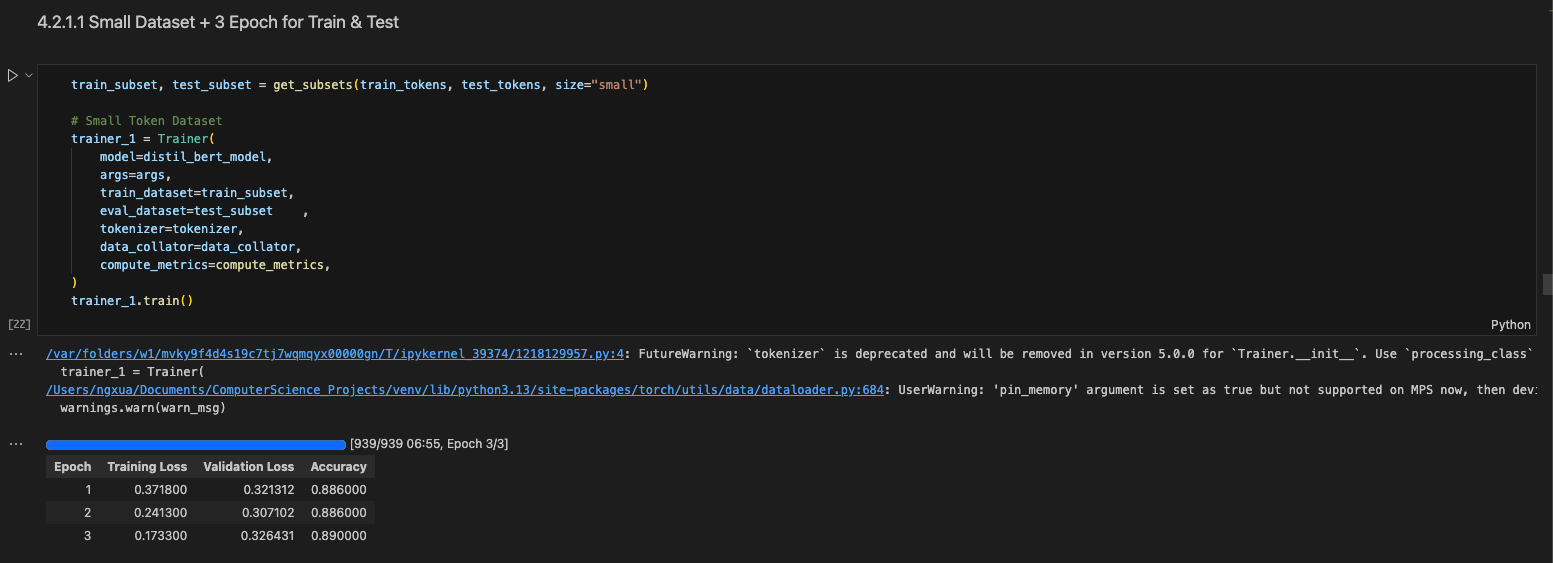 4.2.1.1 Small Dataset + 3 Epoch for Train & Test
train_subset, test_subset = get_subsets(train_tokens, test_tokens, size="small")
# Small Token Dataset
trainer_1 = Trainer(
model=distil_bert_model,
args=args,
train_dataset=train_subset,
eval_dataset=test_subset    ,
tokenizer=tokenizer,
data_collator=data_collator,
compute_metrics=compute_metrics,
)
trainer_1.train()
[22]
Python
... /var/folders/w1/mvky9f4d4s19c7tj7wqmqyx00000gn/T/ipykernel_39374/1218129957.py:4: FutureWarning: `tokenizer` is deprecated and will be removed in version 5.0.0 for `Trainer.__init__`. Use `processing_class`
trainer_1 = Trainer(
/Users/ngxua/Documents/ComputerScience_Projects/venv/lib/python3.13/site-packages/torch/utils/data/dataloader.py:684: UserWarning: 'pin_memory' argument is set as true but not supported on MPS now, then
warnings.warn(warn_msg)
... [939/939 06:55, Epoch 3/3]
Epoch Training Loss Validation Loss Accuracy
1 0.371800 0.321312 0.886000
2 0.241300 0.307102 0.886000
3 0.173300 0.326431 0.890000